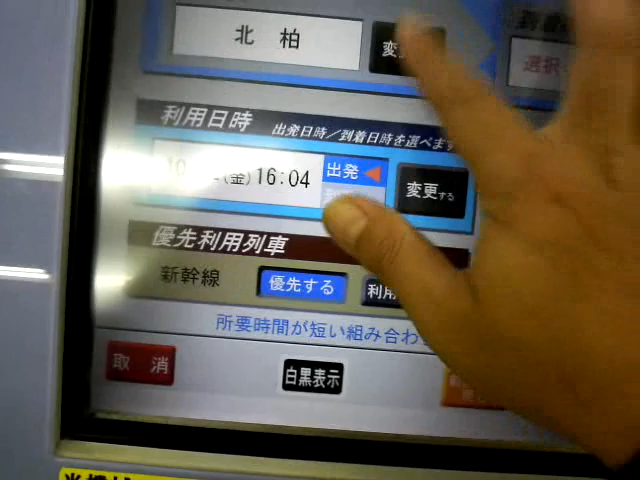 北 柏
選択
利用日時
出発日時／到着日時を選べます
(金)16:04
出発
変更する
優先利用列車
新幹線
優先する
利用
所要時間が短い組み合わ
取 消
白黒表示